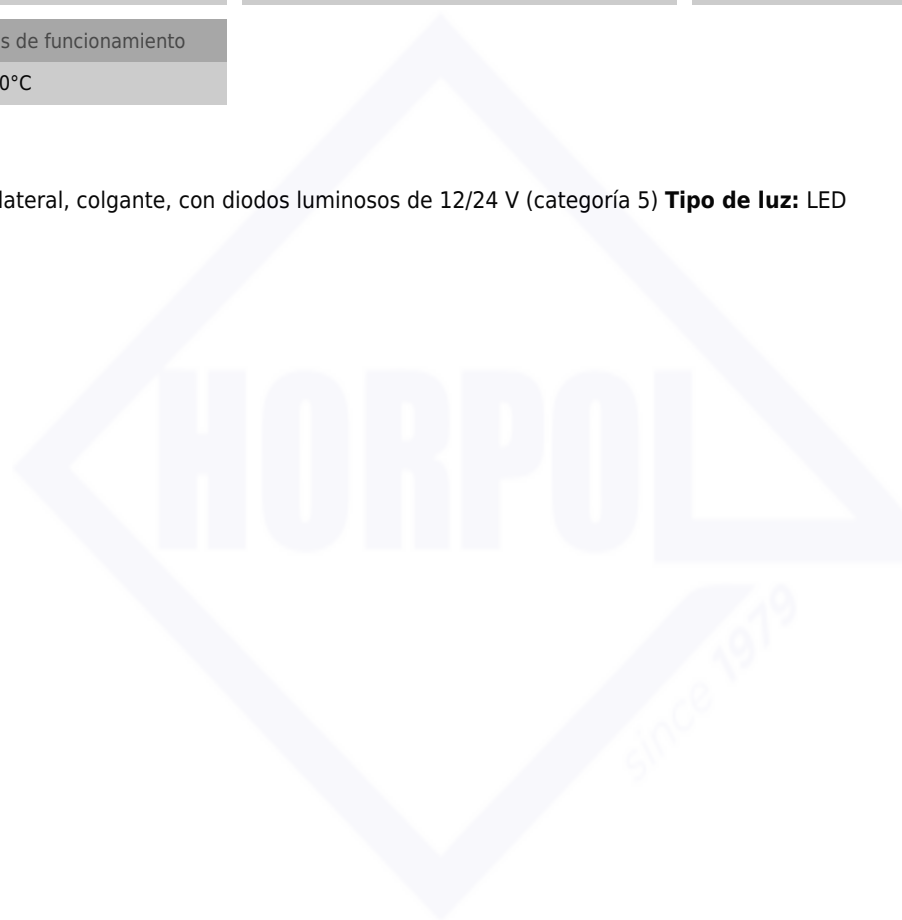 s de funcionamiento
0°C
lateral, colgante, con diodos luminosos de 12/24 V (categoría 5) Tipo de luz: LED
HORPOL
since 1979